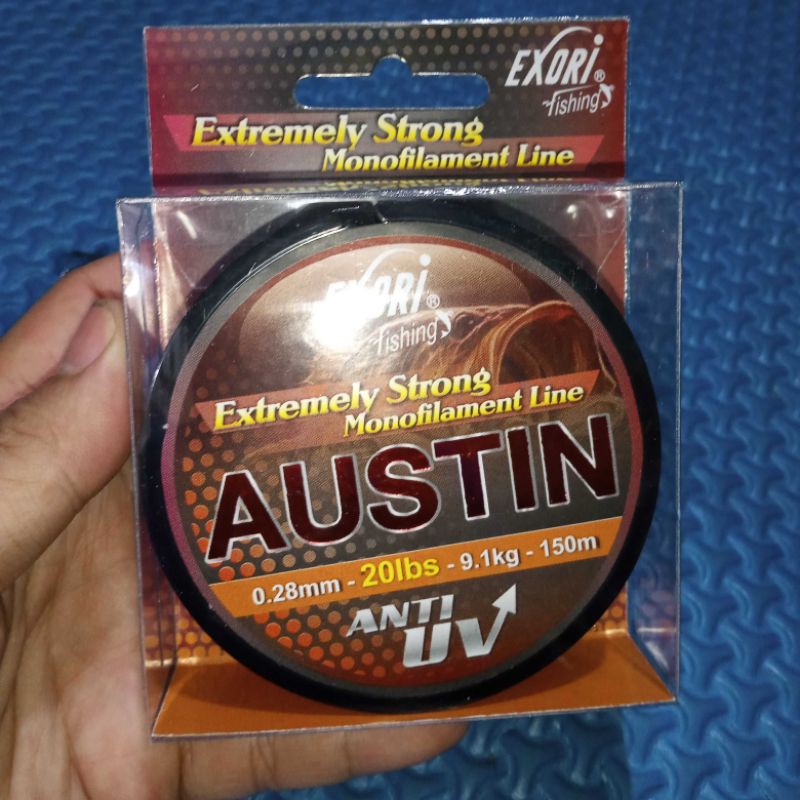 EXORI®
fishing
Extremely Strong
Monofilament Line
EXORI®
fishing
Extremely Strong
Monofilament Line
AUSTIN
0.28mm - 20lbs - 9.1kg - 150m
ANTI
UV